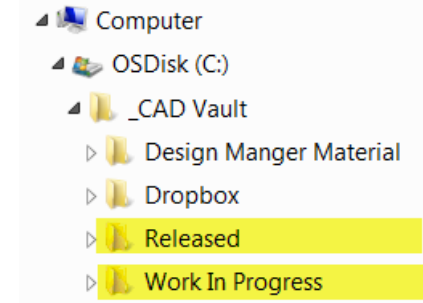 Computer
OSDisk (C:)
_CAD Vault
Design Manger Material
Dropbox
Released
Work In Progress